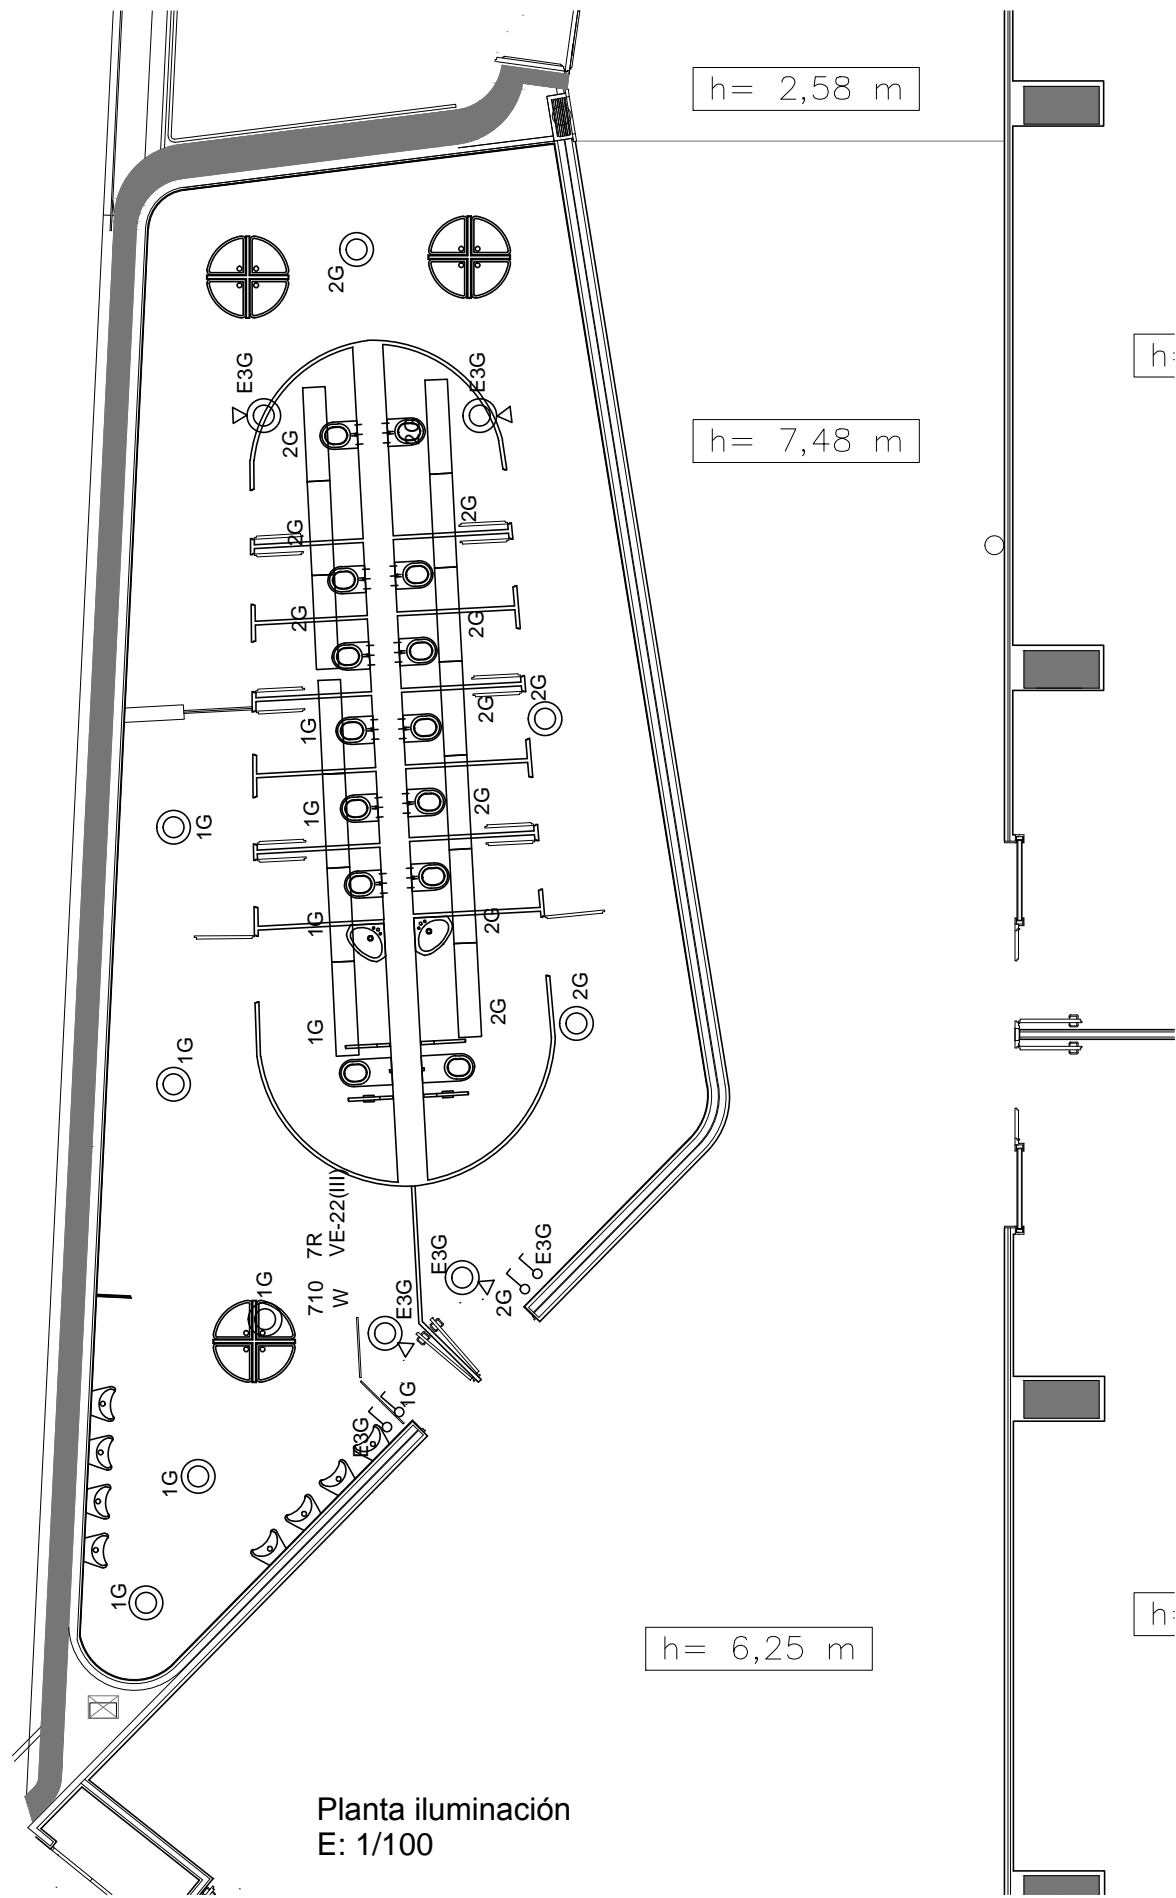 h= 2,58 m
2G
h=
E3G
E3G
h= 7,48 m
2G
2G
2G
2G
2G
2G
2G
1G
1G
2G
1G
1G
2G
2G
1G
2G
1G
E3G
E3G
2G
7R
VE-22(III)
710
W
1G
E3G
1G
E3G
1G
1G
h=
h= 6,25 m
Planta iluminación
E: 1/100